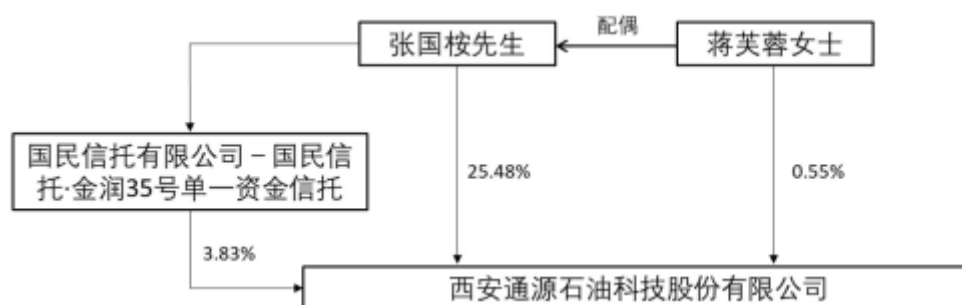 配偶
张国桉先生
蒋芙蓉女士
国民信托有限公司 – 国民信
托·金润35号单一资金信托
25.48%
0.55%
3.83%
西安通源石油科技股份有限公司